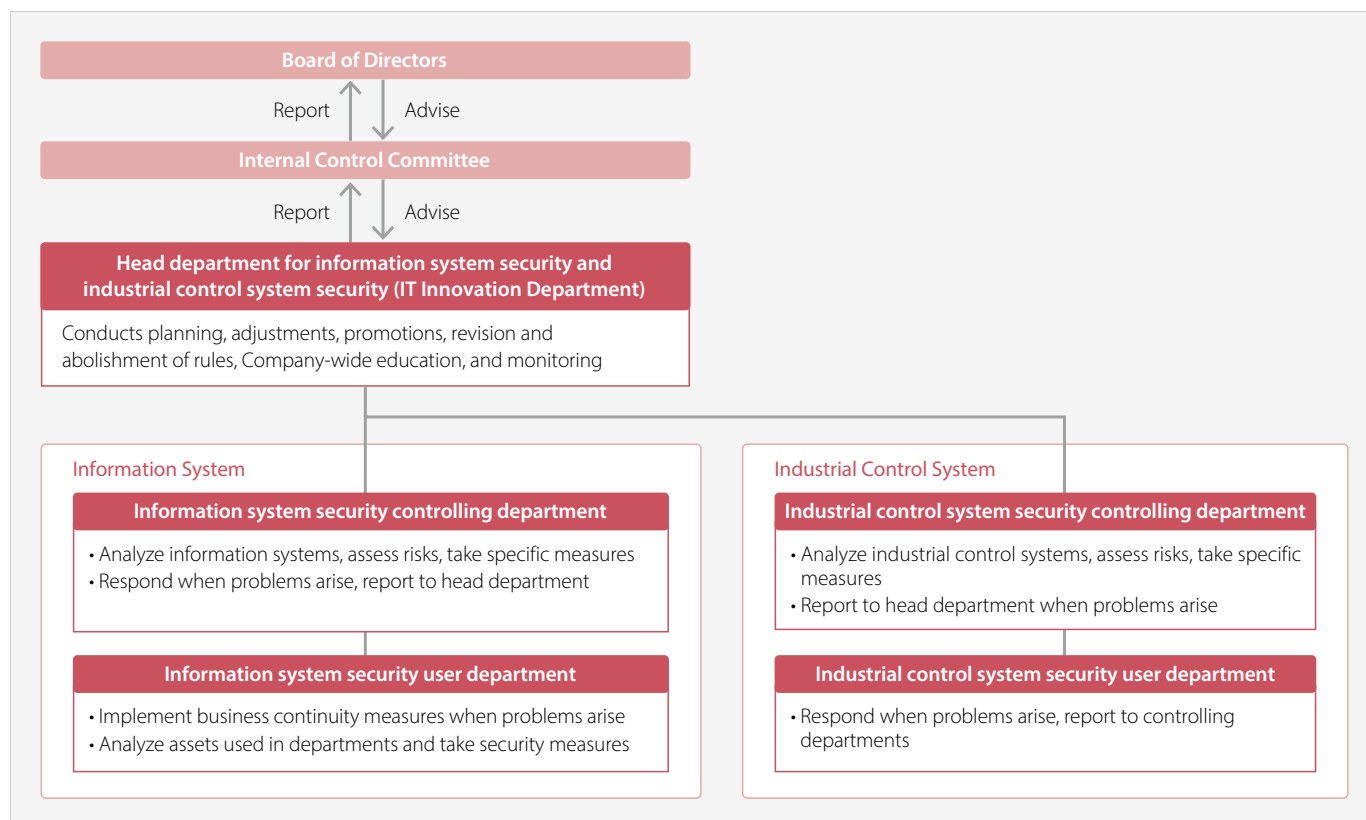 Board of Directors
Report
Advise
Internal Control Committee
Report
Advise
Head department for information system security and
industrial control system security (IT Innovation Department)
Conducts planning, adjustments, promotions, revision and
abolishment of rules, Company-wide education, and monitoring
Information System
Information system security controlling department
• Analyze information systems, assess risks, take specific measures
• Respond when problems arise, report to head department
Information system security user department
• Implement business continuity measures when problems arise
• Analyze assets used in departments and take security measures
Industrial Control System
Industrial control system security controlling department
• Analyze industrial control systems, assess risks, take specific
measures
• Report to head department when problems arise
Industrial control system security user department
• Respond when problems arise, report to controlling
departments